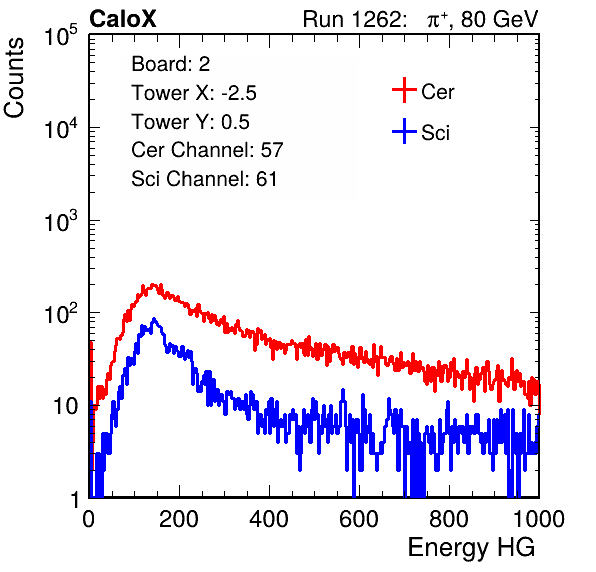 CaloX Run 1262: π⁺, 80 GeV
Board: 2
Tower X: -2.5
Tower Y: 0.5
Cer Channel: 57
Sci Channel: 61
Cer
Sci
Counts
10⁵
10⁴
10³
10²
10
1
0 200 400 600 800 1000
Energy HG